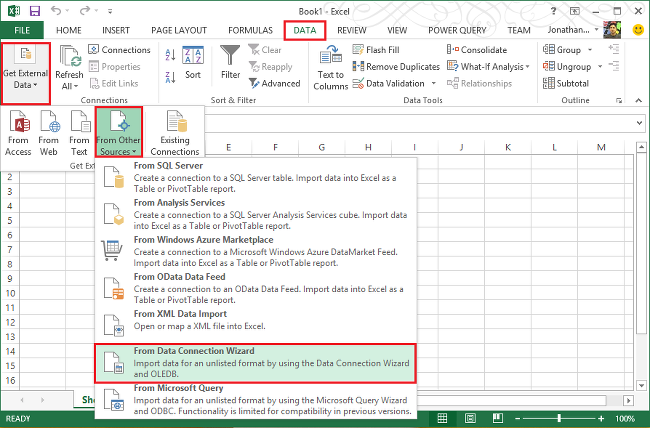 Book1 - Excel
FILE HOME INSERT PAGE LAYOUT FORMULAS DATA REVIEW VIEW POWER QUERY TEAM Jonathan...
Get External
Data
Refresh
All
Connections
Properties
Edit Links
Connections
Sort
Filter
Clear
Reapply
Advanced
Sort & Filter
Text to
Columns
Flash Fill
Remove Duplicates
Data Validation
Consolidate
What-If Analysis
Relationships
Data Tools
Group
Ungroup
Subtotal
Outline
From
Access
From
Web
From
Text
From Other
Sources
Existing
Connections
Get Ext
E F G H I J K L M
From SQL Server
Create a connection to a SQL Server table. Import data into Excel as a
Table or PivotTable report.
From Analysis Services
Create a connection to a SQL Server Analysis Services cube. Import data
into Excel as a Table or PivotTable report.
From Windows Azure Marketplace
Create a connection to a Microsoft Windows Azure DataMarket Feed.
Import data into Excel as a Table or PivotTable report.
From OData Data Feed
Create a connection to an OData Data Feed. Import data into Excel as a
Table or PivotTable report.
From XML Data Import
Open or map a XML file into Excel.
From Data Connection Wizard
Import data for an unlisted format by using the Data Connection Wizard
and OLEDB.
From Microsoft Query
Import data for an unlisted format by using the Microsoft Query Wizard
and ODBC. Functionality is limited for compatibility in previous versions.
2
3
4
5
6
7
8
9
10
11
12
13
14
15
16
She
READY
100%